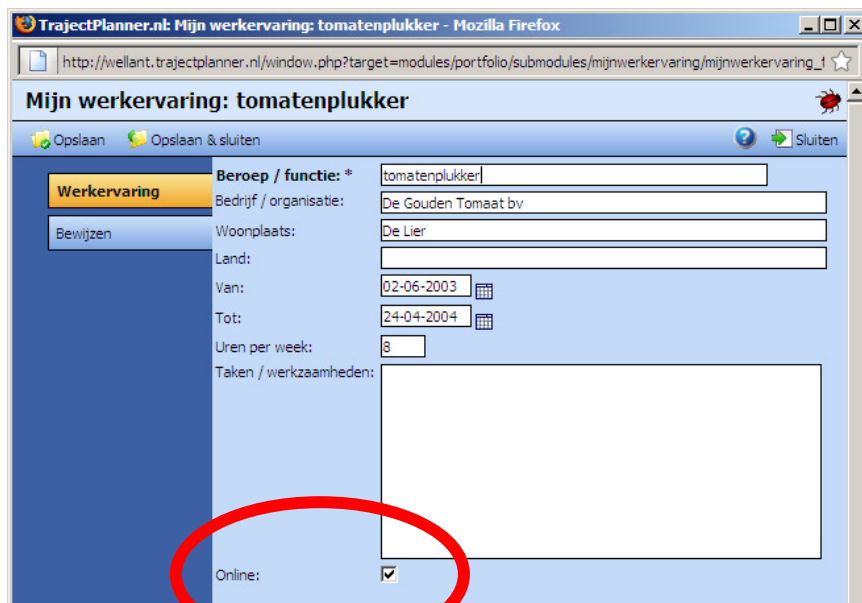 TrajectPlanner.nl: Mijn werkervaring: tomatenplukker - Mozilla Firefox
http://wellant.trajectplanner.nl/window.php?target=modules/portfolio/submodules/mijnwerkervaring/mijnwerkervaring_f
Mijn werkervaring: tomatenplukker
Opslaan Opslaan & sluiten Sluiten
Werkervaring
Bewijzen
Beroep / functie: * tomatenplukker
Bedrijf / organisatie: De Gouden Tomaat bv
Woonplaats: De Lier
Land:
Van: 02-06-2003
Tot: 24-04-2004
Uren per week: 8
Taken / werkzaamheden:
Online: